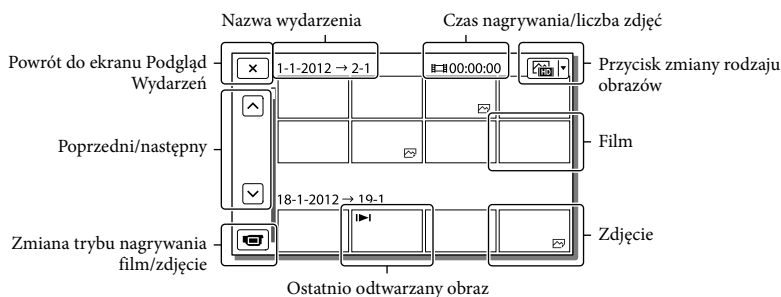 Nazwa wydarzenia
Czas nagrywania/liczba zdjęć
Powrót do ekranu Podgląd
Wydarzeń
1-1-2012 → 2-1
00:00:00
HD
Przycisk zmiany rodzaju
obrazów
Poprzedni/następny
Film
18-1-2012 → 19-1
Zmiana trybu nagrywania
film/zdjęcie
Zdjęcie
Ostatnio odtwarzany obraz